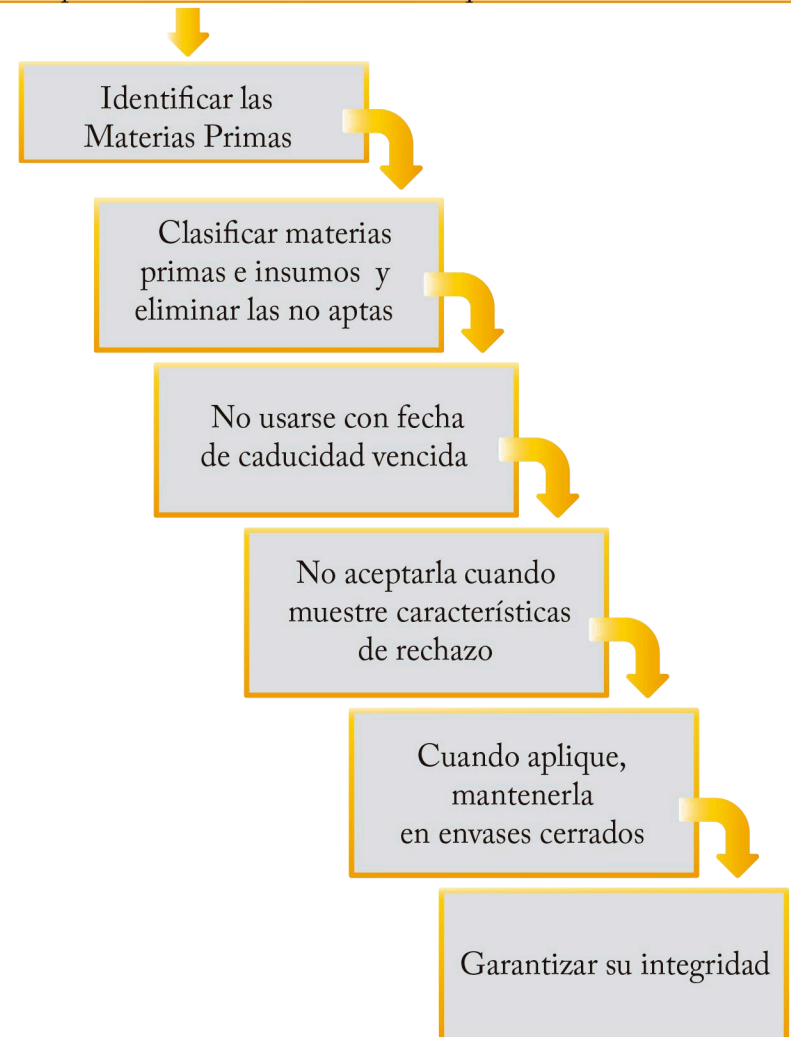 Identificar las
Materias Primas
Clasificar materias
primas e insumos y
eliminar las no aptas
No usarse con fecha
de caducidad vencida
No aceptarla cuando
muestre característísticas
de rechazo
Cuando aplique,
mantenerla
en envases cerrados
Garantizar su integridad